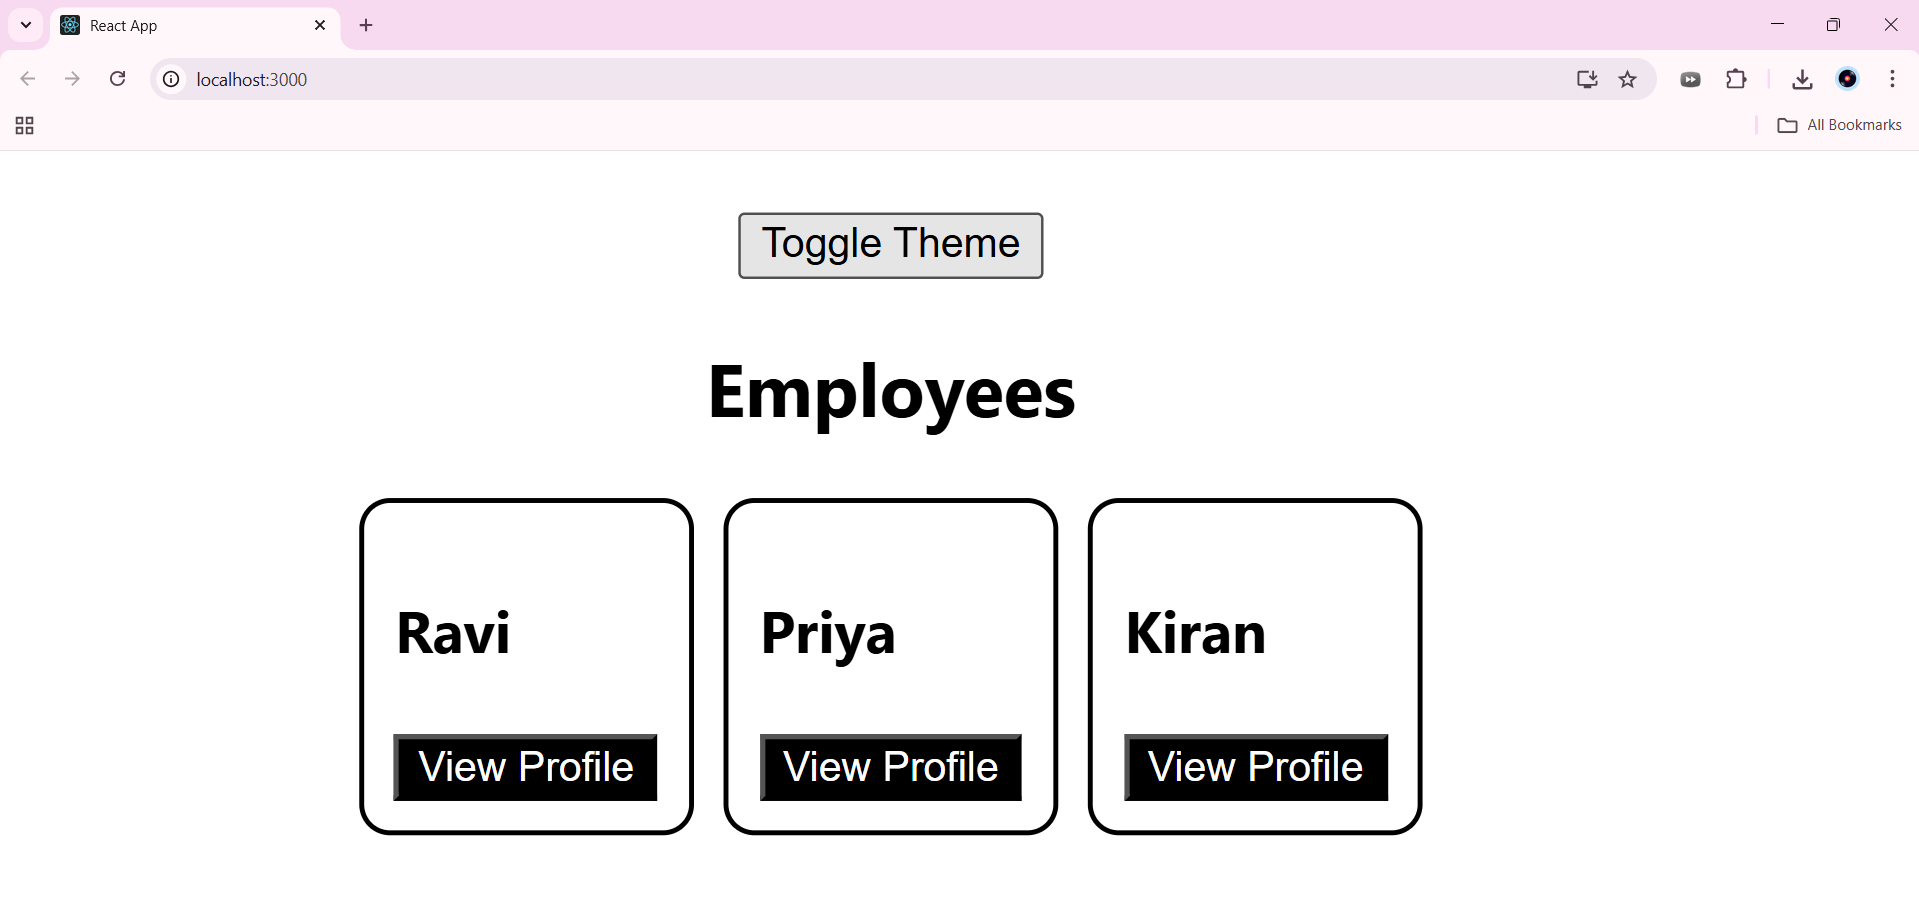 React App
localhost:3000
All Bookmarks
Toggle Theme
Employees
Ravi
Priya
Kiran
View Profile
View Profile
View Profile